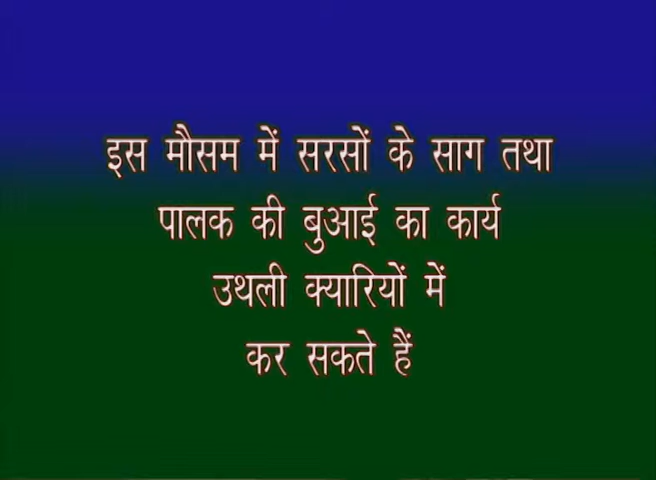 इस मौसम में सरसों के साग तथा
पालक की बुआई का कार्य
उथली क्यारियों में
कर सकते हैं